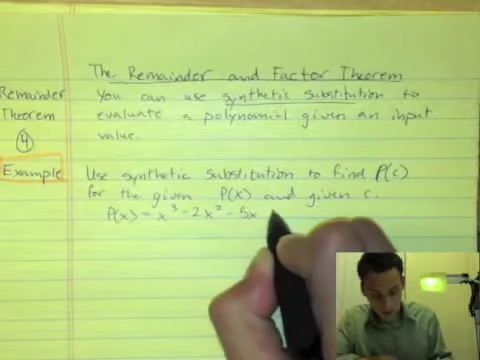 The Remainder and Factor Theorem
Remainder Theorem ④
You can use synthetic substitution to
evaluate a polynomial given an input
value.
Example
Use synthetic substitution to find P(c)
for the given P(x) and given c.
P(x) = x³ - 2x² - 5x